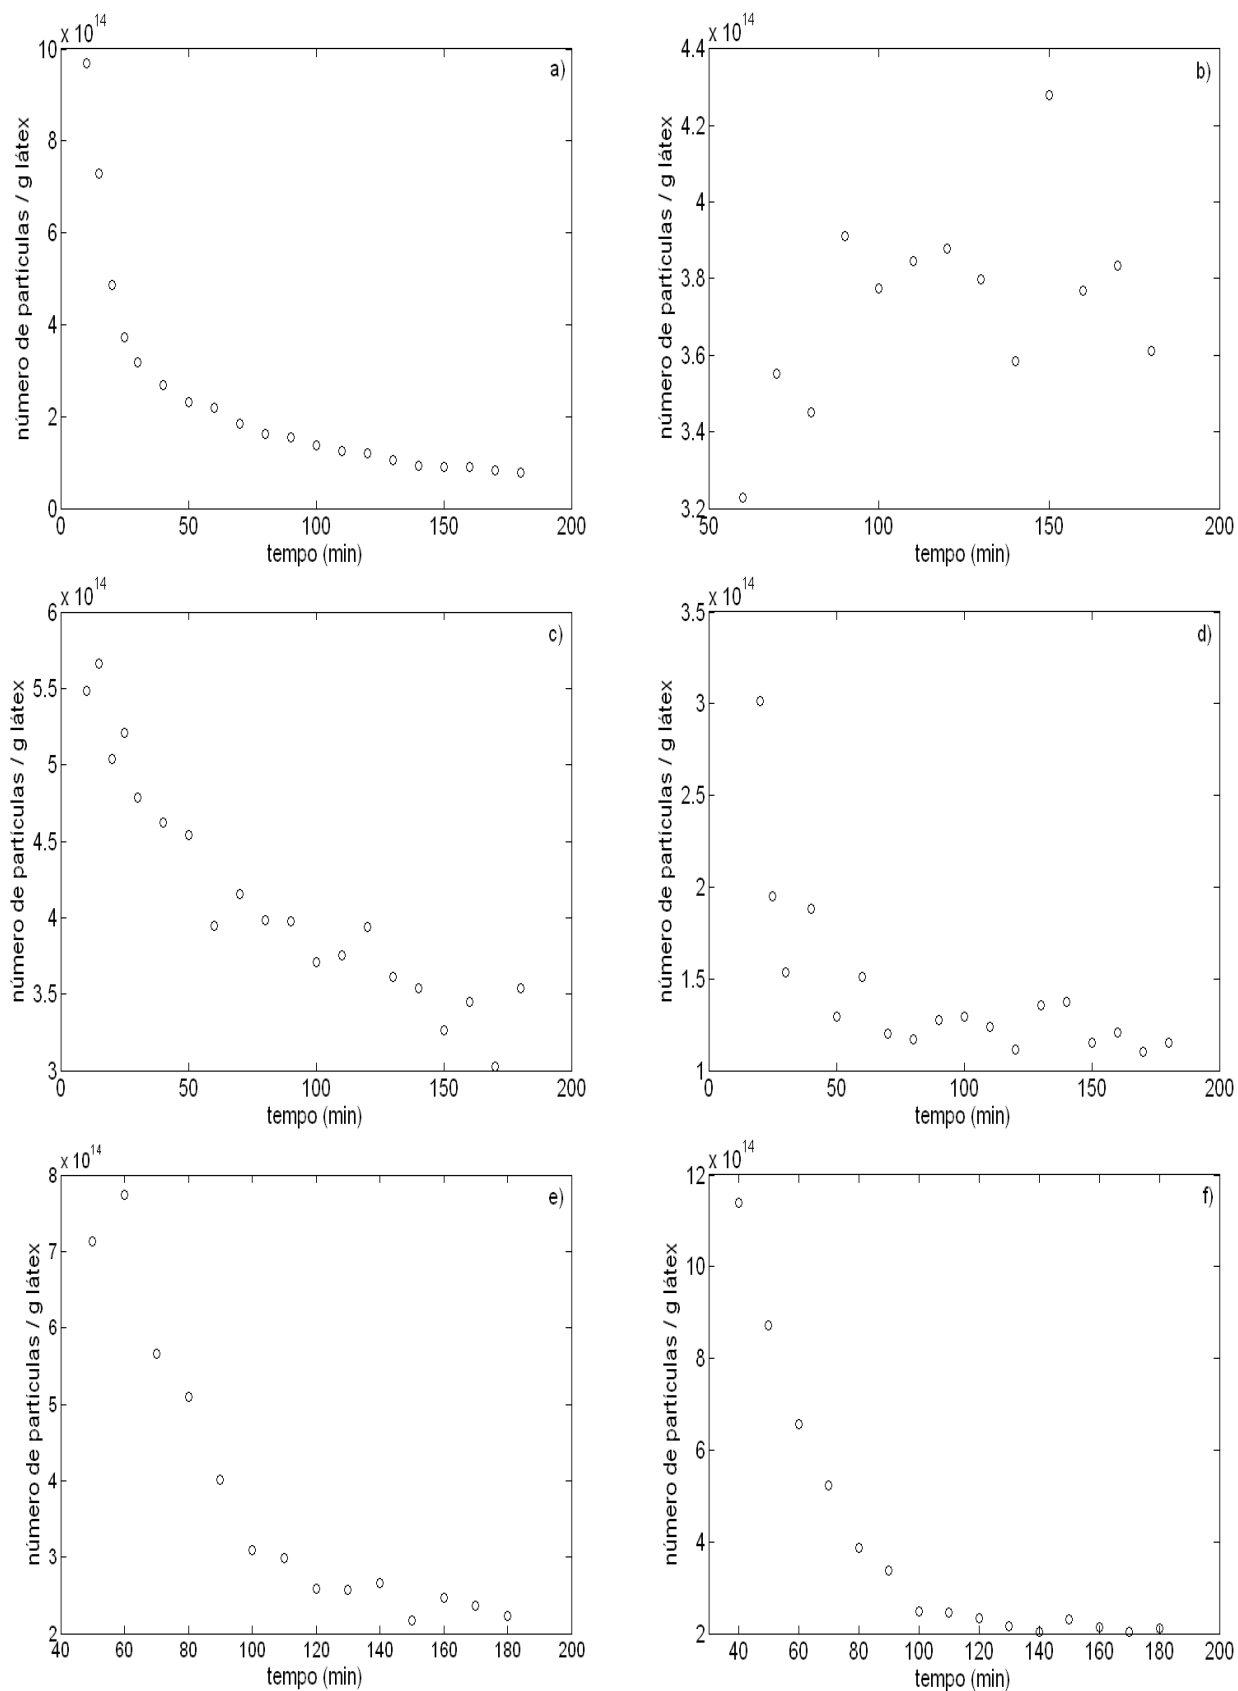 x 10^14
a)
10
8
6
4
2
0
0 50 100 150 200
número de partículas / g látex
tempo (min)
x 10^14
b)
4.4
4.2
4
3.8
3.6
3.4
3.2
50 100 150 200
número de partículas / g látex
tempo (min)
x 10^14
c)
6
5.5
5
4.5
4
3.5
3
0 50 100 150 200
número de partículas / g látex
tempo (min)
x 10^14
d)
3.5
3
2.5
2
1.5
1
0 50 100 150 200
número de partículas / g látex
tempo (min)
x 10^14
e)
8
7
6
5
4
3
2
40 60 80 100 120 140 160 180 200
número de partículas / g látex
tempo (min)
x 10^14
f)
12
10
8
6
4
2
40 60 80 100 120 140 160 180 200
número de partículas / g látex
tempo (min)